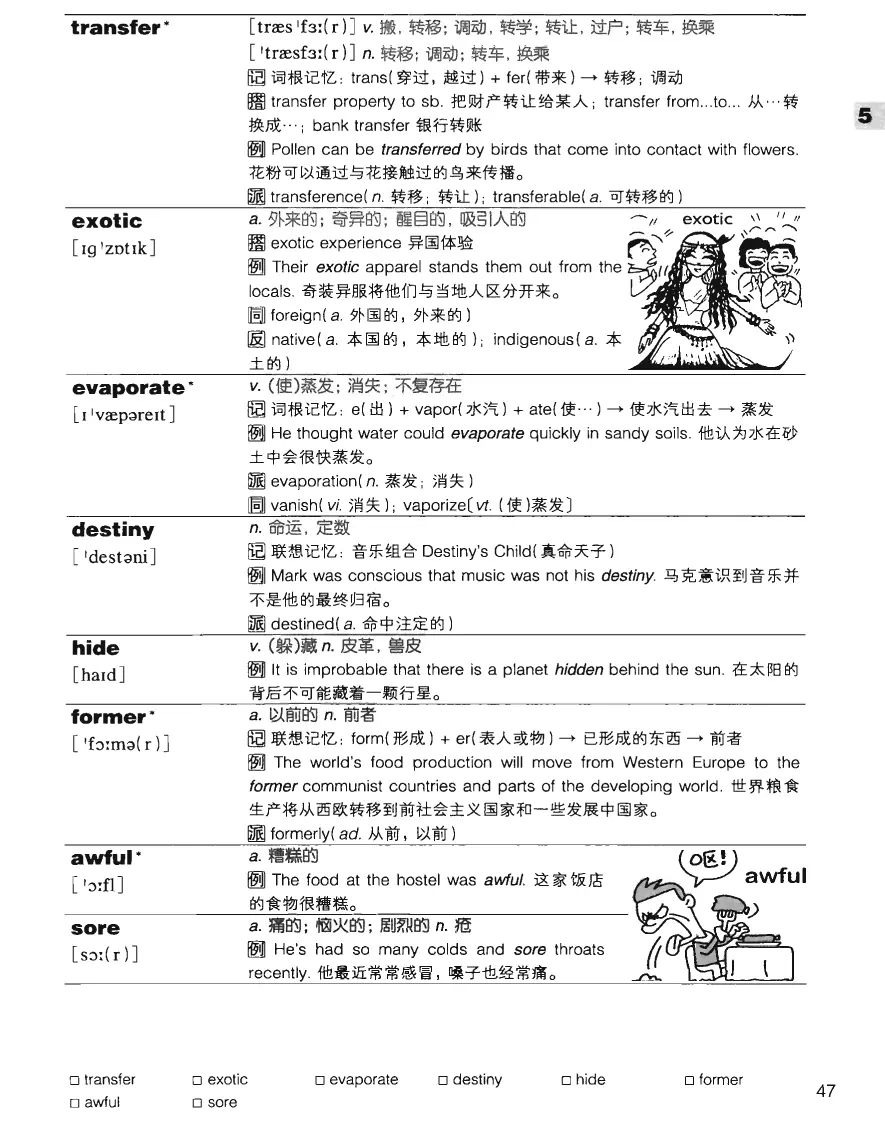 transfer*
[træsˈfɜː(r)] v. 搬, 转移; 调动, 转学; 转让, 过户; 转车, 换乘
[ˈtræsfɜː(r)] n. 转移; 调动; 转车, 换乘
记 词根记忆: trans(穿过, 越过) + fer(带来) → 转移; 调动
搭 transfer property to sb. 把财产转让给某人; transfer from...to... 从…转
换成…; bank transfer 银行转账
例 Pollen can be transferred by birds that come into contact with flowers.
花粉可以通过与花接触过的鸟来传播。
派 transference(n. 转移; 转让); transferable(a. 可转移的)
5
exotic
[ɪɡˈzɒtɪk]
a. 外来的; 奇异的; 醒目的, 吸引人的
搭 exotic experience 异国体验
例 Their exotic apparel stands them out from the
locals. 奇装异服将他们与当地人区分开来。
同 foreign(a. 外国的, 外来的)
反 native(a. 本国的, 本地的); indigenous(a. 本
土的)
exotic
evaporate*
[ɪˈvæpəreɪt]
v. (使)蒸发; 消失; 不复存在
记 词根记忆: e(出) + vapor(水汽) + ate(使…) → 使水汽出去 → 蒸发
例 He thought water could evaporate quickly in sandy soils. 他认为水在砂
土中会很快蒸发。
派 evaporation(n. 蒸发; 消失)
同 vanish(vi. 消失); vaporize[vt. (使)蒸发]
destiny
[ˈdestəni]
n. 命运, 定数
记 联想记忆: 音乐组合 Destiny's Child(真命天子)
例 Mark was conscious that music was not his destiny. 马克意识到音乐并
不是他的最终归宿。
派 destined(a. 命中注定的)
hide
[haɪd]
v. (躲)藏 n. 皮革, 兽皮
例 It is improbable that there is a planet hidden behind the sun. 在太阳的
背后不可能藏着一颗行星。
former*
[ˈfɔːmə(r)]
a. 以前的 n. 前者
记 联想记忆: form(形成) + er(表人或物) → 已形成的东西 → 前者
例 The world's food production will move from Western Europe to the
former communist countries and parts of the developing world. 世界粮食
生产将从西欧转移到前社会主义国家和一些发展中国家。
派 formerly(ad. 从前, 以前)
awful*
[ˈɔːfl]
a. 糟糕的
例 The food at the hostel was awful. 这家饭店
的食物很糟糕。
呕!
awful
sore
[sɔː(r)]
a. 痛的; 恼火的; 剧烈的 n. 疮
例 He's had so many colds and sore throats
recently. 他最近常常感冒, 嗓子也经常痛。
□ transfer □ exotic □ evaporate □ destiny □ hide □ former
□ awful □ sore
47